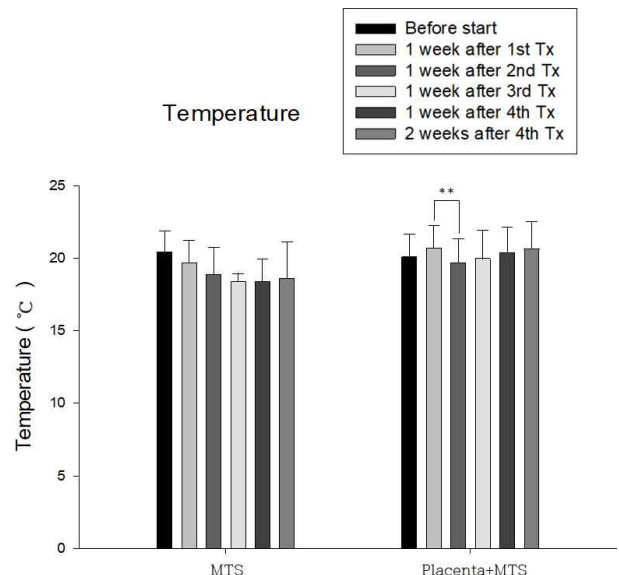 Before start
1 week after 1st Tx
1 week after 2nd Tx
1 week after 3rd Tx
1 week after 4th Tx
2 weeks after 4th Tx
Temperature
25
20
15
10
5
0
Temperature ( ℃ )
**
MTS
Placenta+MTS